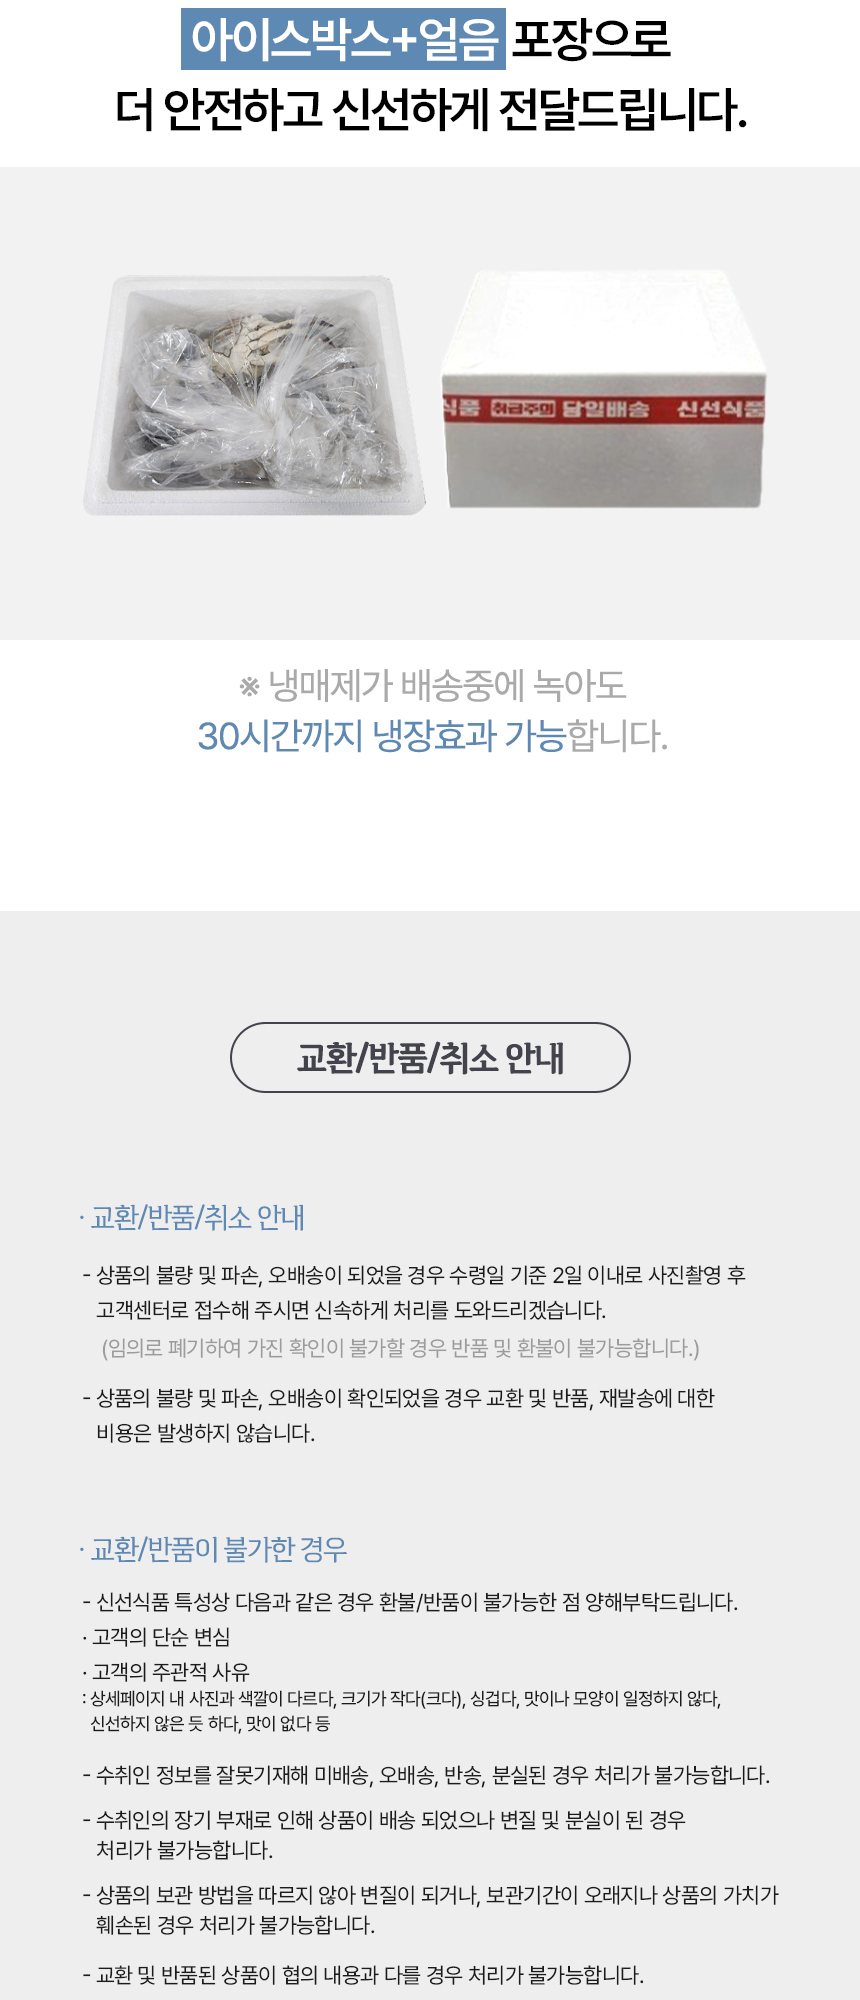 아이스박스+얼음 포장으로
더 안전하고 신선하게 전달드립니다.
식품 취급주의 당일배송 신선식품
※ 냉매제가 배송중에 녹아도
30시간까지 냉장효과 가능합니다.
교환/반품/취소 안내
· 교환/반품/취소 안내
- 상품의 불량 및 파손, 오배송이 되었을 경우 수령일 기준 2일 이내로 사진촬영 후
고객센터로 접수해 주시면 신속하게 처리를 도와드리겠습니다.
(임의로 폐기하여 가진 확인이 불가할 경우 반품 및 환불이 불가능합니다.)
- 상품의 불량 및 파손, 오배송이 확인되었을 경우 교환 및 반품, 재발송에 대한
비용은 발생하지 않습니다.
· 교환/반품이 불가한 경우
- 신선식품 특성상 다음과 같은 경우 환불/반품이 불가능한 점 양해부탁드립니다.
· 고객의 단순 변심
· 고객의 주관적 사유
: 상세페이지 내 사진과 색깔이 다르다, 크기가 작다(크다), 싱겁다, 맛이나 모양이 일정하지 않다,
신선하지 않은 듯 하다, 맛이 없다 등
- 수취인 정보를 잘못기재해 미배송, 오배송, 반송, 분실된 경우 처리가 불가능합니다.
- 수취인의 장기 부재로 인해 상품이 배송 되었으나 변질 및 분실이 된 경우
처리가 불가능합니다.
- 상품의 보관 방법을 따르지 않아 변질이 되거나, 보관기간이 오래지나 상품의 가치가
훼손된 경우 처리가 불가능합니다.
- 교환 및 반품된 상품이 협의 내용과 다를 경우 처리가 불가능합니다.